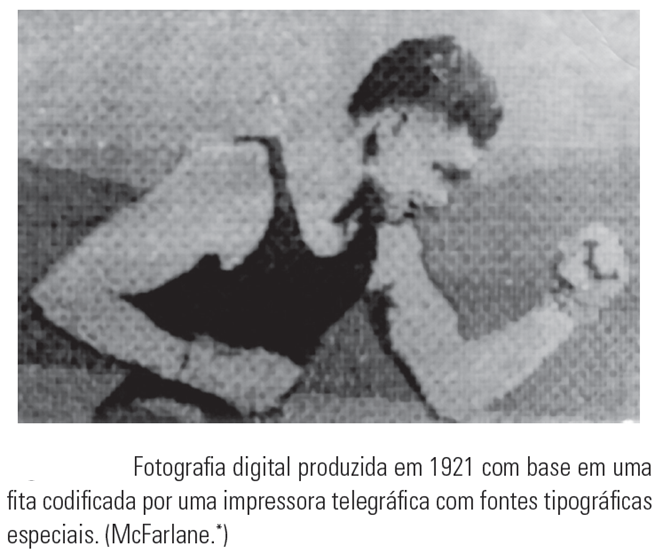 Fotografia digital produzida em 1921 com base em uma
fita codificada por uma impressora telegráfica com fontes tipográficas
especiais. (McFarlane.*)